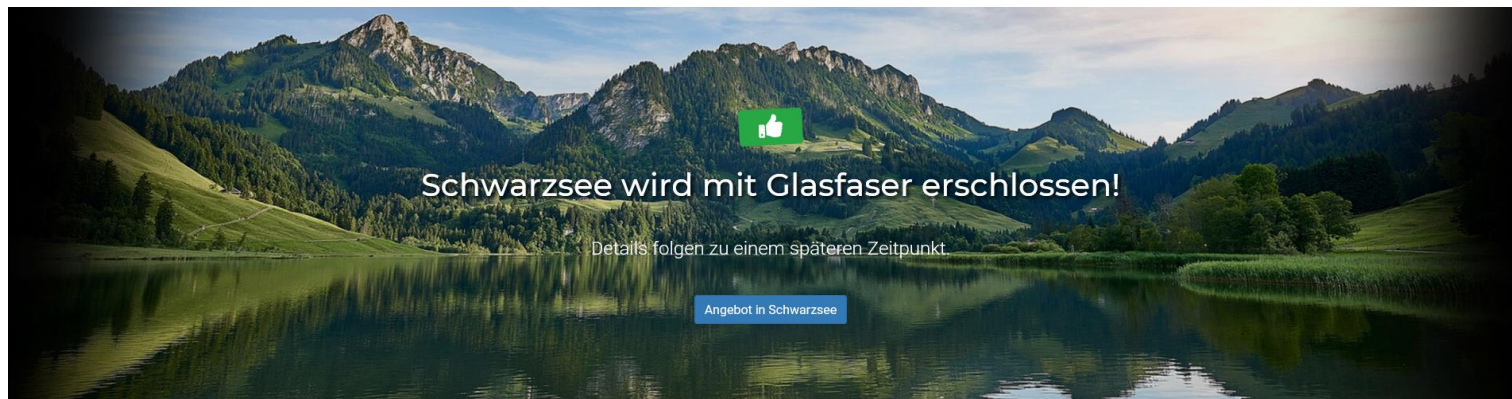 Schwarzsee wird mit Glasfaser erschlossen!
Details folgen zu einem späteren Zeitpunkt.
Angebot in Schwarzsee